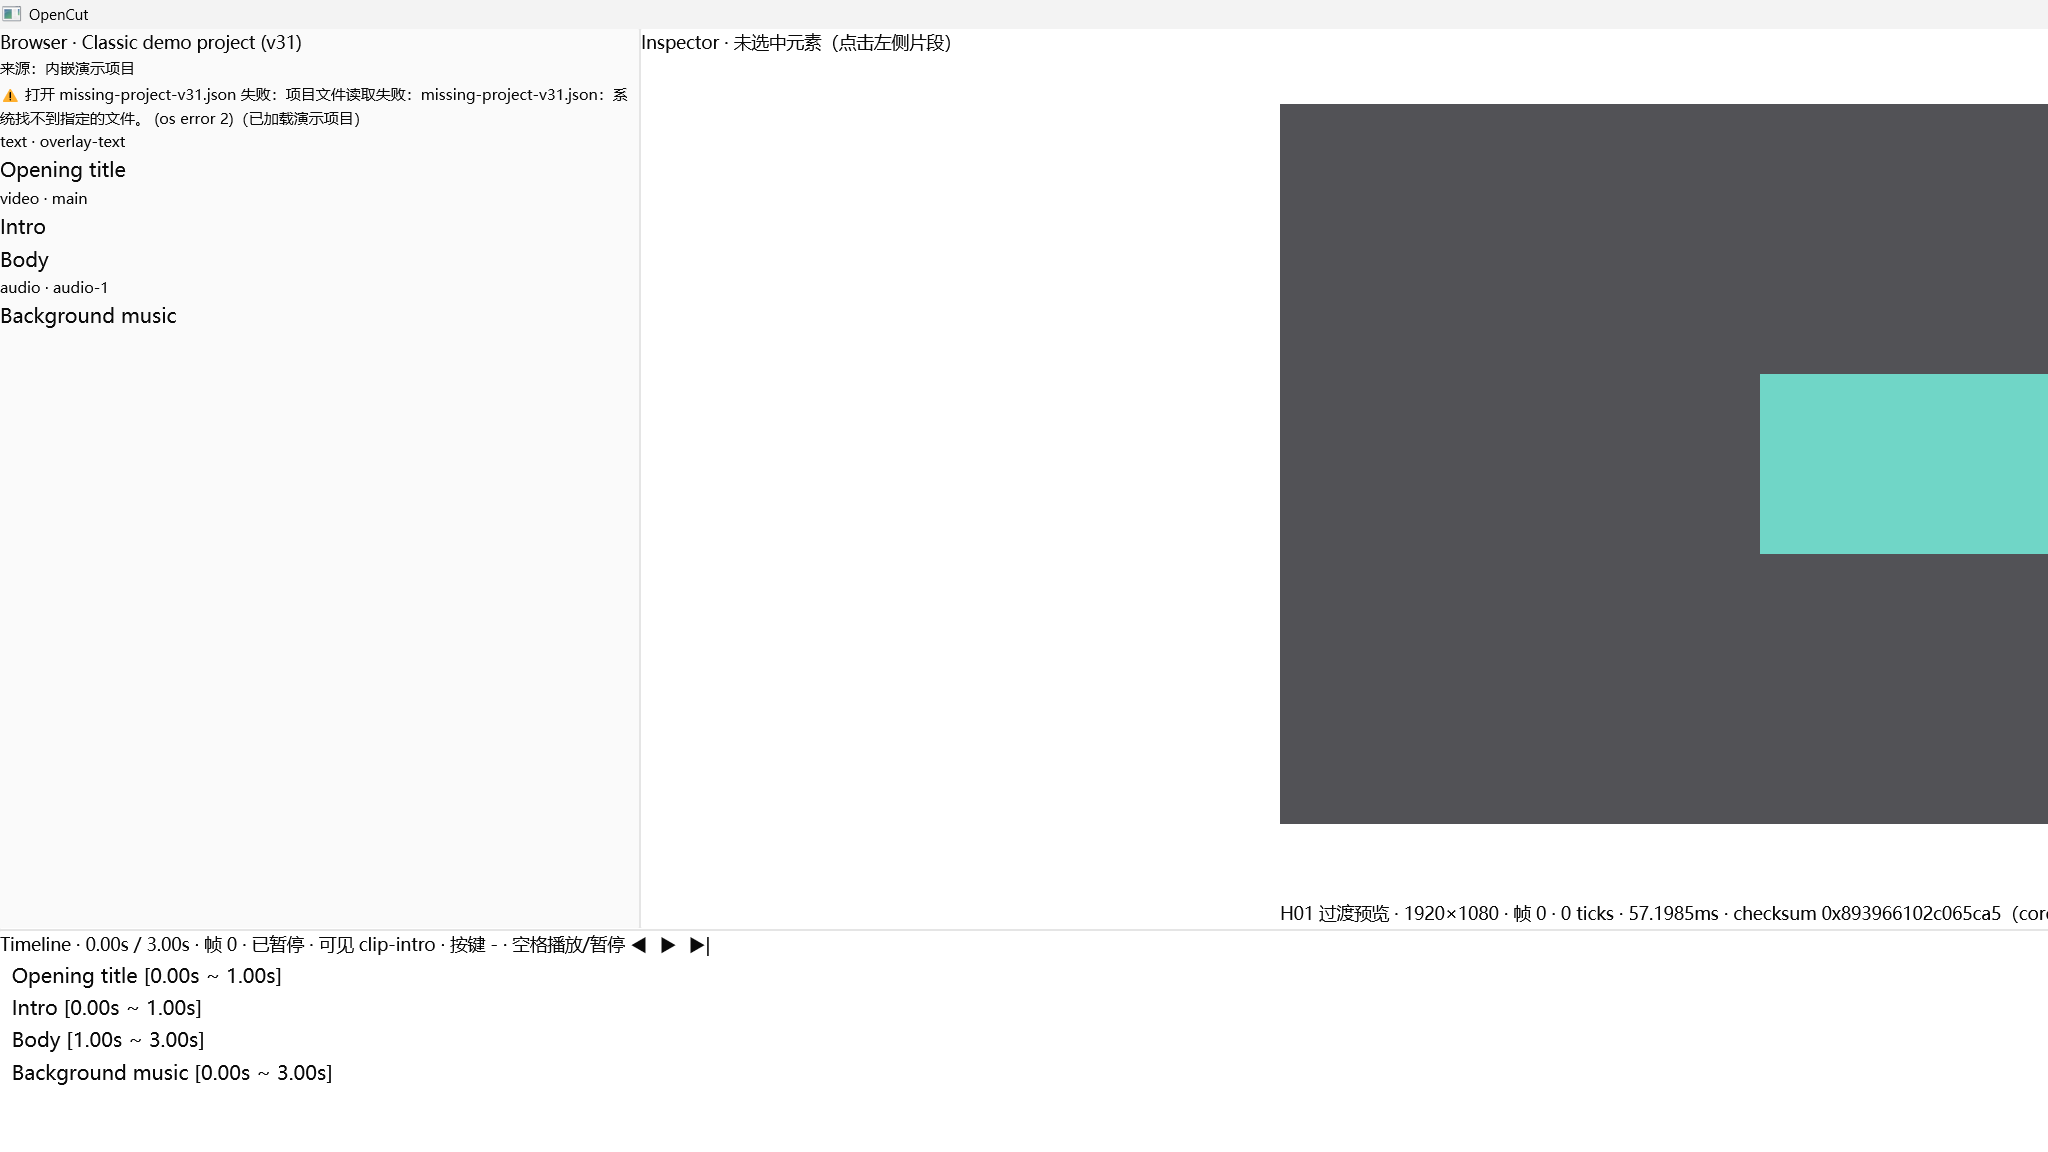 OpenCut
Browser · Classic demo project (v31)
来源：内嵌演示项目
⚠ 打开 missing-project-v31.json 失败：项目文件读取失败：missing-project-v31.json：系
统找不到指定的文件。 (os error 2)（已加载演示项目）
text · overlay-text
Opening title
video · main
Intro
Body
audio · audio-1
Background music
Inspector · 未选中元素（点击左侧片段）
H01 过渡预览 · 1920×1080 · 帧 0 · 0 ticks · 57.1985ms · checksum 0x893966102c065ca5（core
Timeline · 0.00s / 3.00s · 帧 0 · 已暂停 · 可见 clip-intro · 按键 - · 空格播放/暂停 ◀ ▶ ▶|
Opening title [0.00s ~ 1.00s]
Intro [0.00s ~ 1.00s]
Body [1.00s ~ 3.00s]
Background music [0.00s ~ 3.00s]